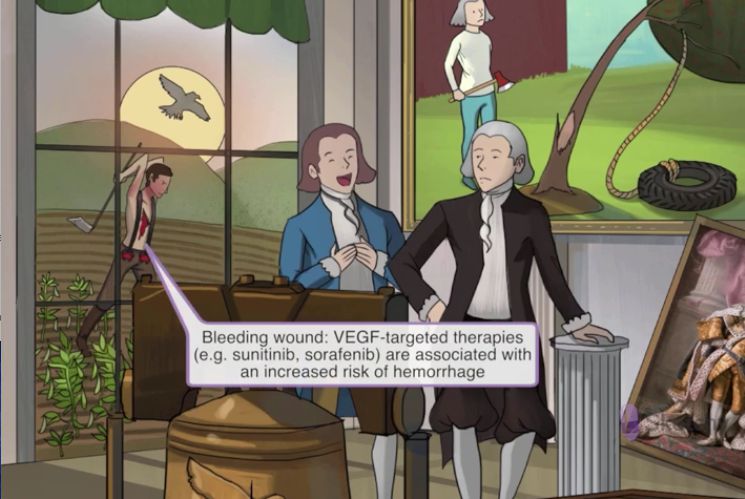 Bleeding wound: VEGF-targeted therapies
(e.g. sunitinib, sorafenib) are associated with
an increased risk of hemorrhage